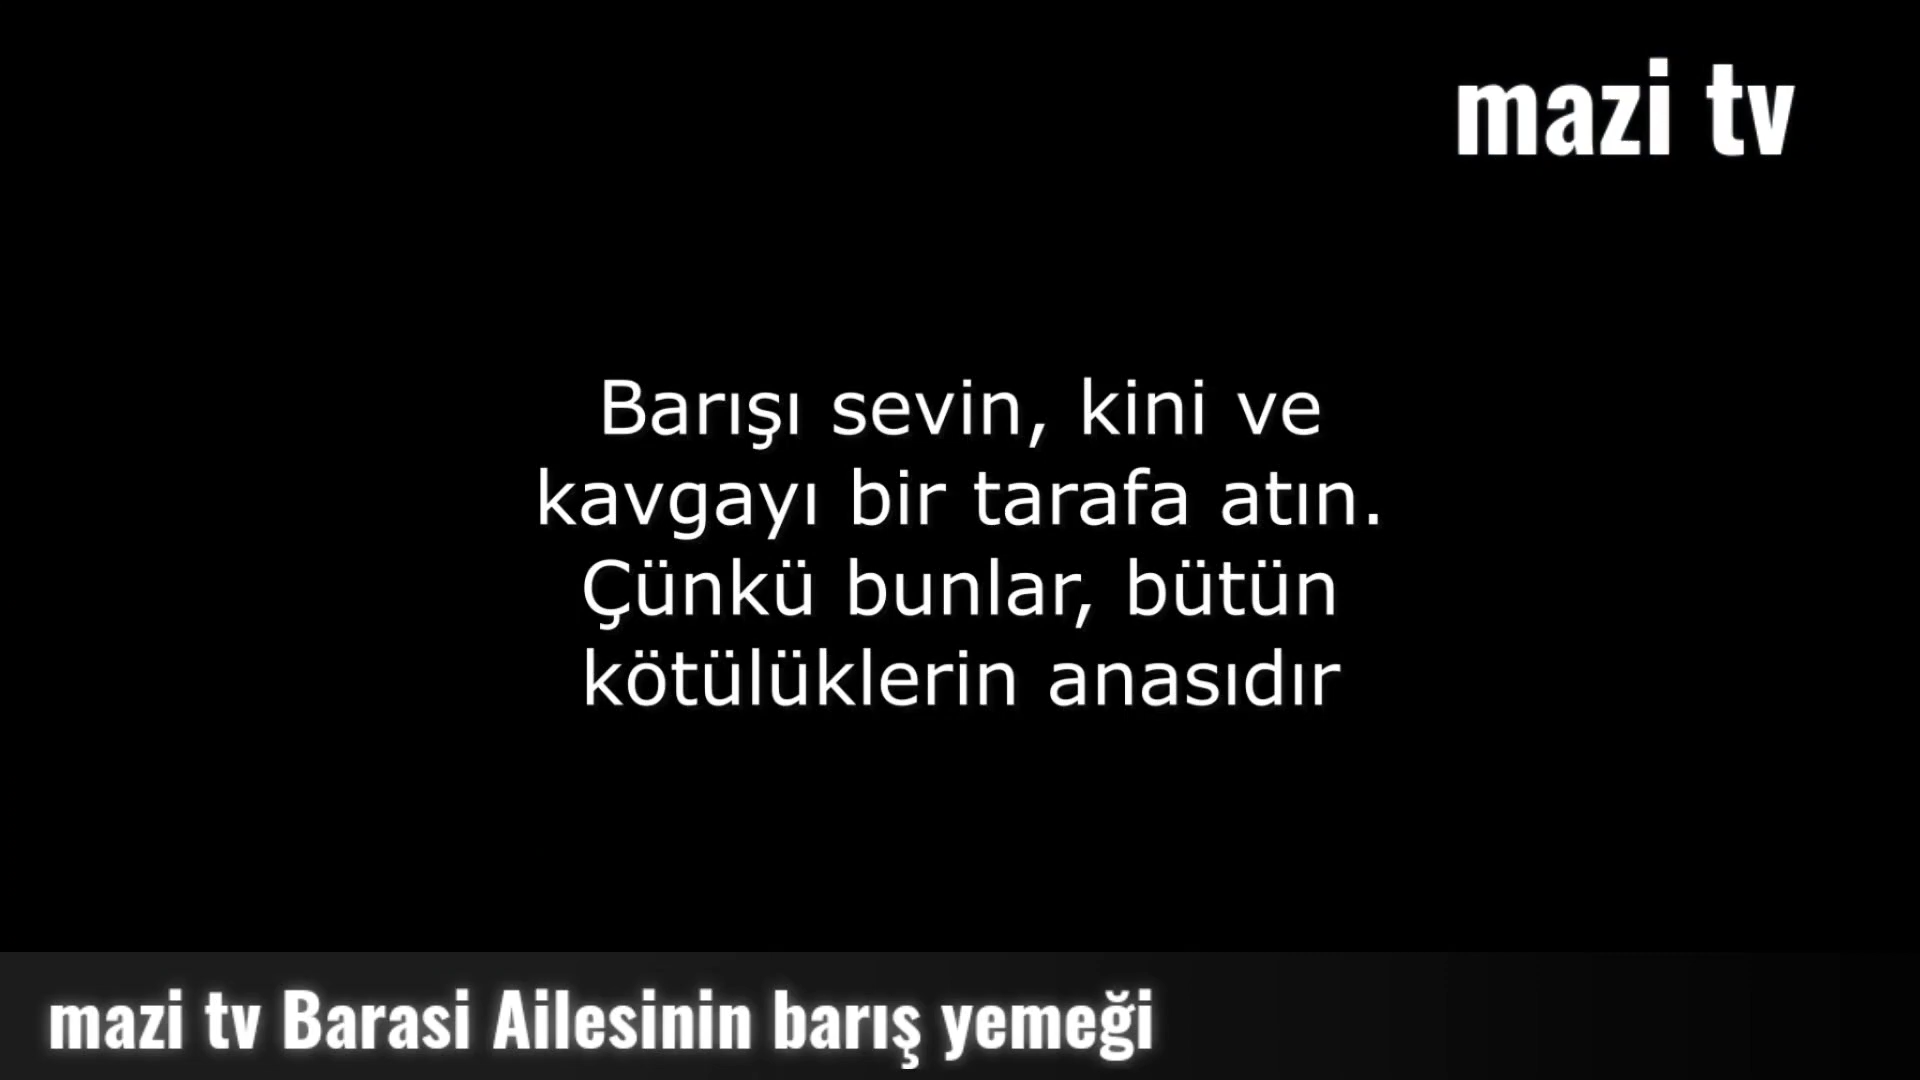 mazi tv
Barışı sevin, kini ve
kavgayı bir tarafa atın.
Çünkü bunlar, bütün
kötülüklerin anasıdır
mazi tv Barasi Ailesinin barış yemeği